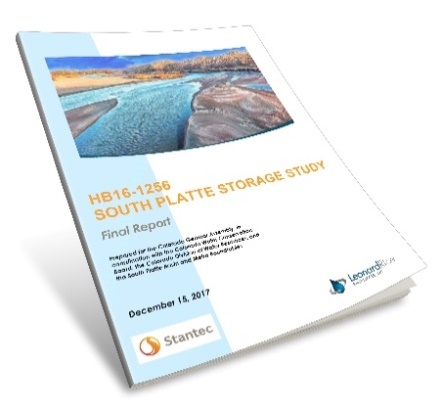 HB16-1256
SOUTH PLATTE STORAGE STUDY
Final Report
Prepared for the Colorado General Assembly in
coordination with the Colorado Water Conservation
Board, the Colorado Division of Water Resources and
the South Platte Basin and Metro Roundtables
December 15, 2017
Stantec
Leonard Rice